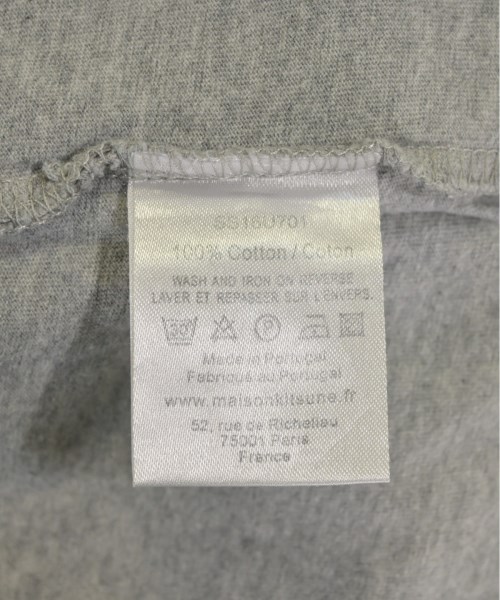 SS16U701
100% Cotton / Coton
WASH AND IRON ON REVERSE
LAVER ET REPASSER SUR L'ENVERS.
30 P
Made in Portugal
Fabriqué au Portugal
www.maisonkitsune.fr
52, rue de Richelieu
75001 Paris
France